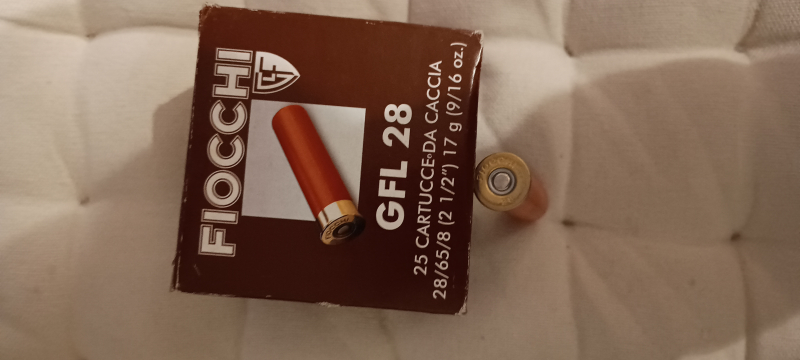 FIOCCHI
GFL 28
25 CARTUCCE DA CACCIA
28/65/8 (2 1/2") 17 g (9/16 oz.)